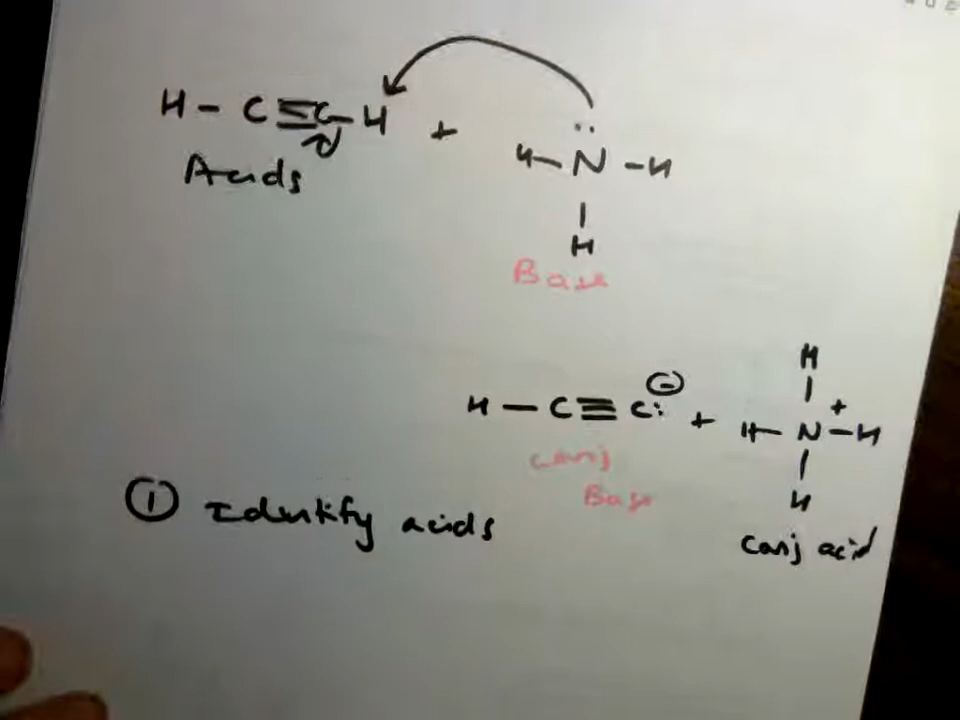 H - C ≡ C - H + H - N̈ - H
|
H
Acids
Base
H
|
H — C ≡ C:⊖ + H - N⁺ - H
|
H
Conj
Base
Conj acid
① Identify acids